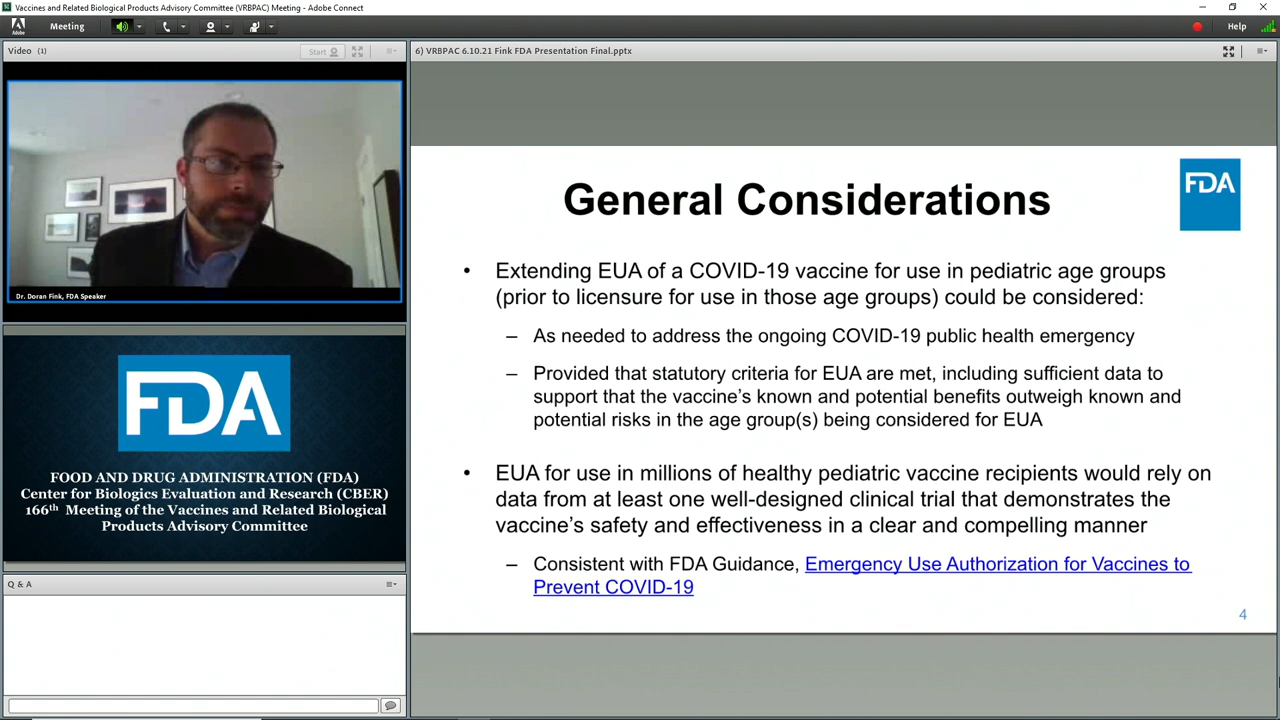 Vaccines and Related Biological Products Advisory Committee (VRBPAC) Meeting - Adobe Connect
Adobe
Meeting
Help
Video (1)
Start
Dr. Doran Fink, FDA Speaker
FDA
FOOD AND DRUG ADMINISTRATION (FDA)
Center for Biologics Evaluation and Research (CBER)
166th Meeting of the Vaccines and Related Biological
Products Advisory Committee
Q & A
6) VRBPAC 6.10.21 Fink FDA Presentation Final.pptx
General Considerations
FDA
• Extending EUA of a COVID-19 vaccine for use in pediatric age groups
(prior to licensure for use in those age groups) could be considered:
– As needed to address the ongoing COVID-19 public health emergency
– Provided that statutory criteria for EUA are met, including sufficient data to
support that the vaccine's known and potential benefits outweigh known and
potential risks in the age group(s) being considered for EUA
• EUA for use in millions of healthy pediatric vaccine recipients would rely on
data from at least one well-designed clinical trial that demonstrates the
vaccine's safety and effectiveness in a clear and compelling manner
– Consistent with FDA Guidance, Emergency Use Authorization for Vaccines to
Prevent COVID-19
4